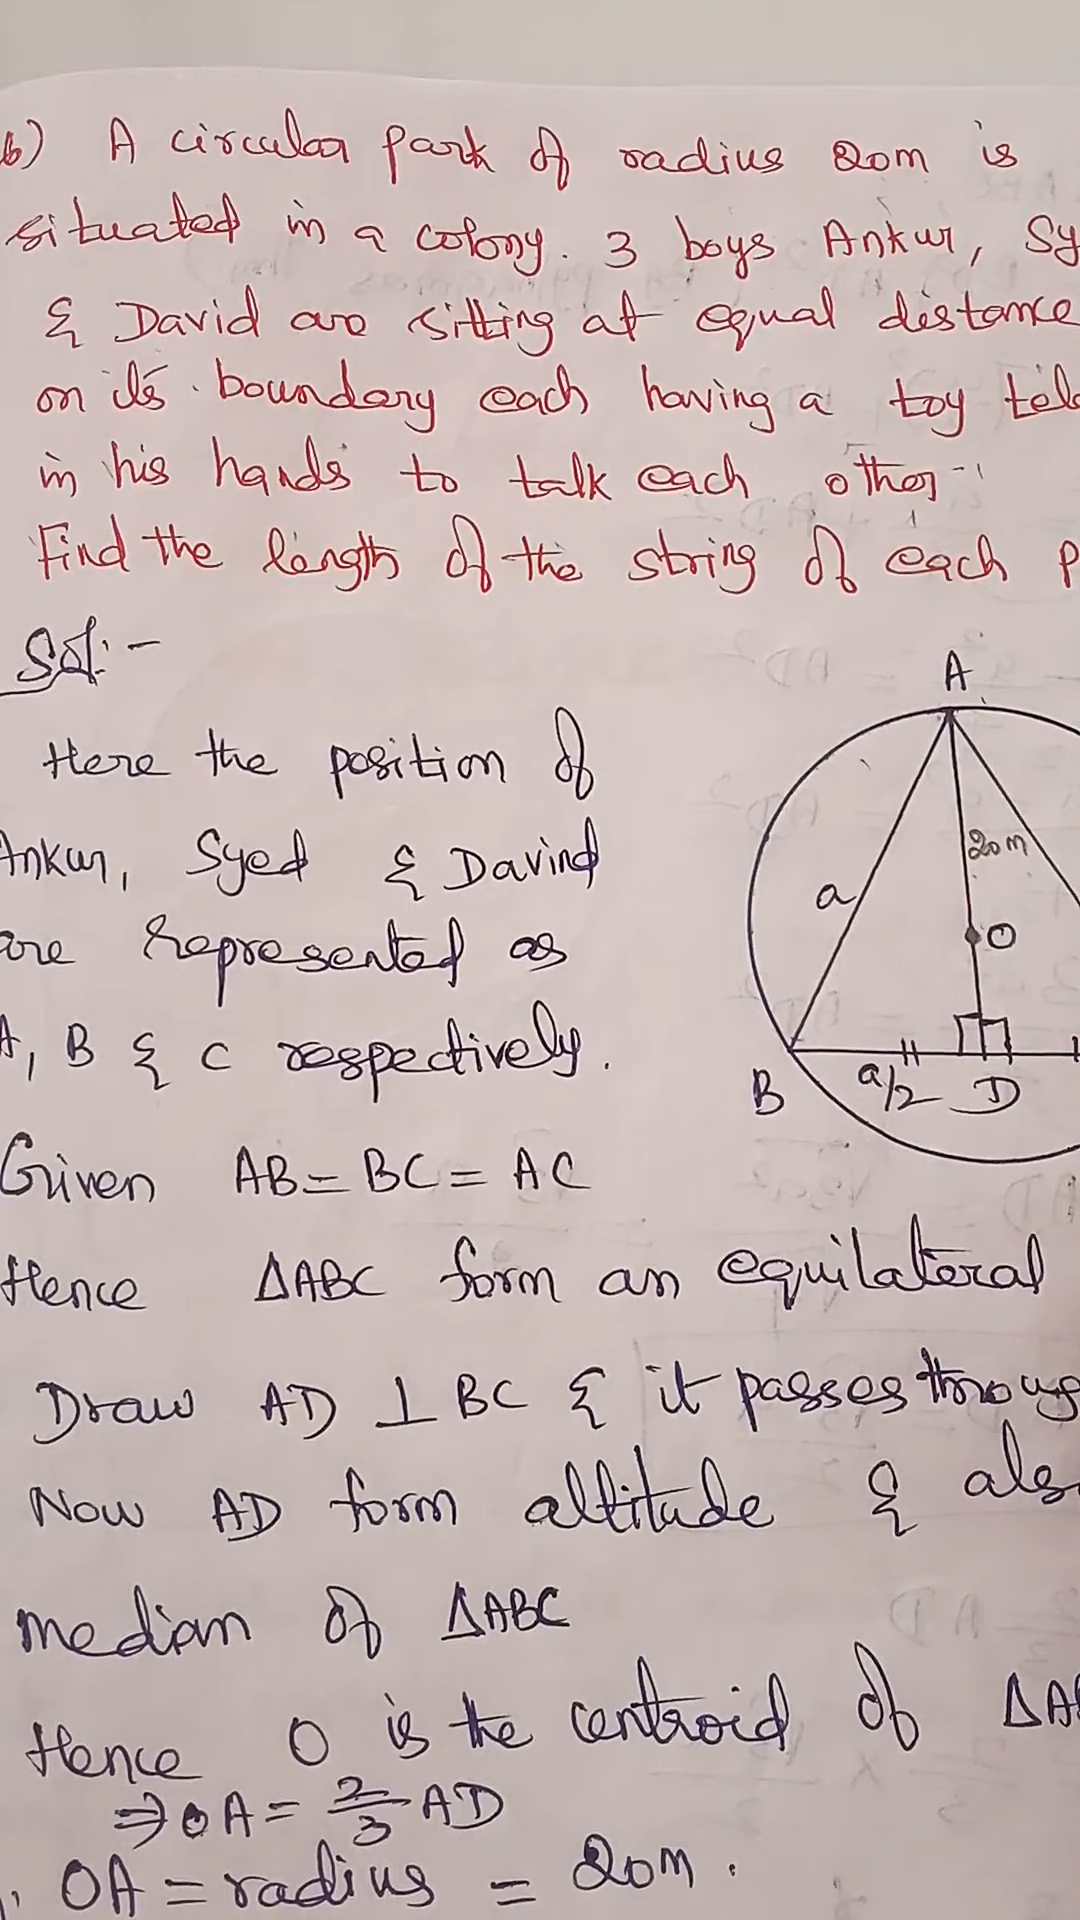 6) A circular park of radius 20m is
situated in a colony. 3 boys Ankur, Sy
& David are sitting at equal distance
on its boundary each having a toy tele
in his hands to talk each other
Find the length of the string of each p
Sol:-
Here the position of
Ankur, Syed & Davind
are represented as
A, B & C respectively.
A
20m
a
O
B
a/2
D
Given AB = BC = AC
Hence ΔABC form an equilateral
Draw AD ⊥ BC & it passes throug
Now AD form altitude & als
median of ΔABC
Hence O is the centroid of ΔAB
⇒ OA = 2/3 AD
OA = radius = 20m.